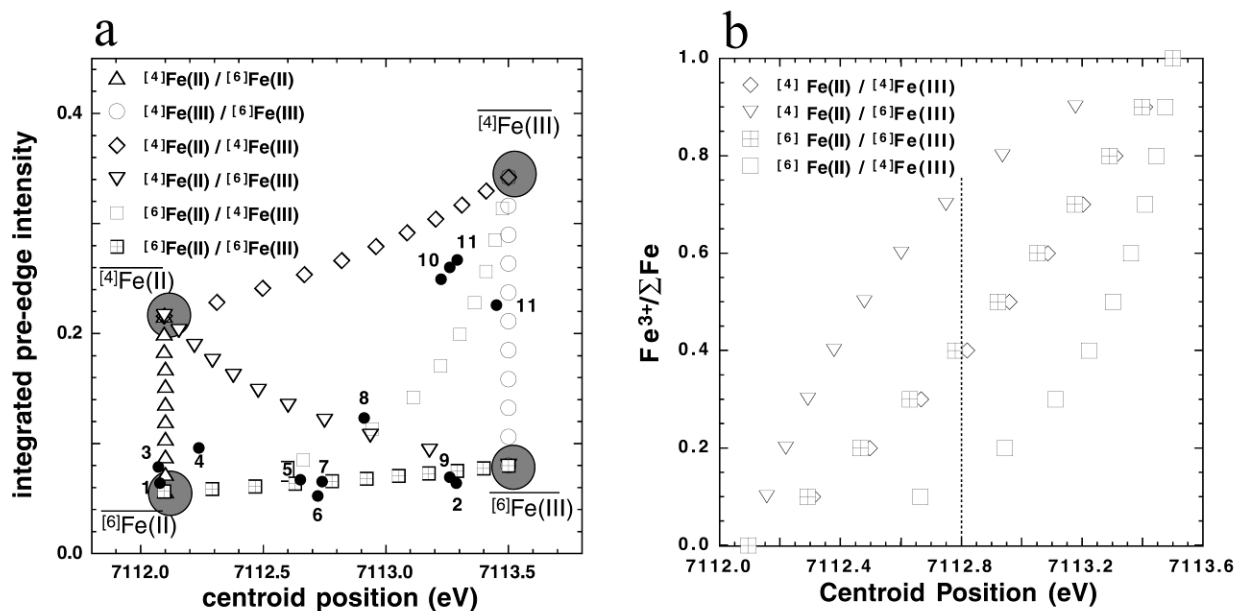 a
integrated pre-edge intensity
0.4
0.2
0.0
[4]Fe(II) / [6]Fe(II)
[4]Fe(III) / [6]Fe(III)
[4]Fe(II) / [4]Fe(III)
[4]Fe(II) / [6]Fe(III)
[6]Fe(II) / [4]Fe(III)
[6]Fe(II) / [6]Fe(III)
[4]Fe(III)
[4]Fe(II)
[6]Fe(II)
[6]Fe(III)
10
11
11
8
3
4
1
5
7
6
9
2
7112.0
7112.5
7113.0
7113.5
centroid position (eV)
b
Fe3+/∑Fe
1.0
0.8
0.6
0.4
0.2
0.0
[4] Fe(II) / [4]Fe(III)
[4] Fe(II) / [6]Fe(III)
[6] Fe(II) / [6]Fe(III)
[6] Fe(II) / [4]Fe(III)
7112.0
7112.4
7112.8
7113.2
7113.6
Centroid Position (eV)